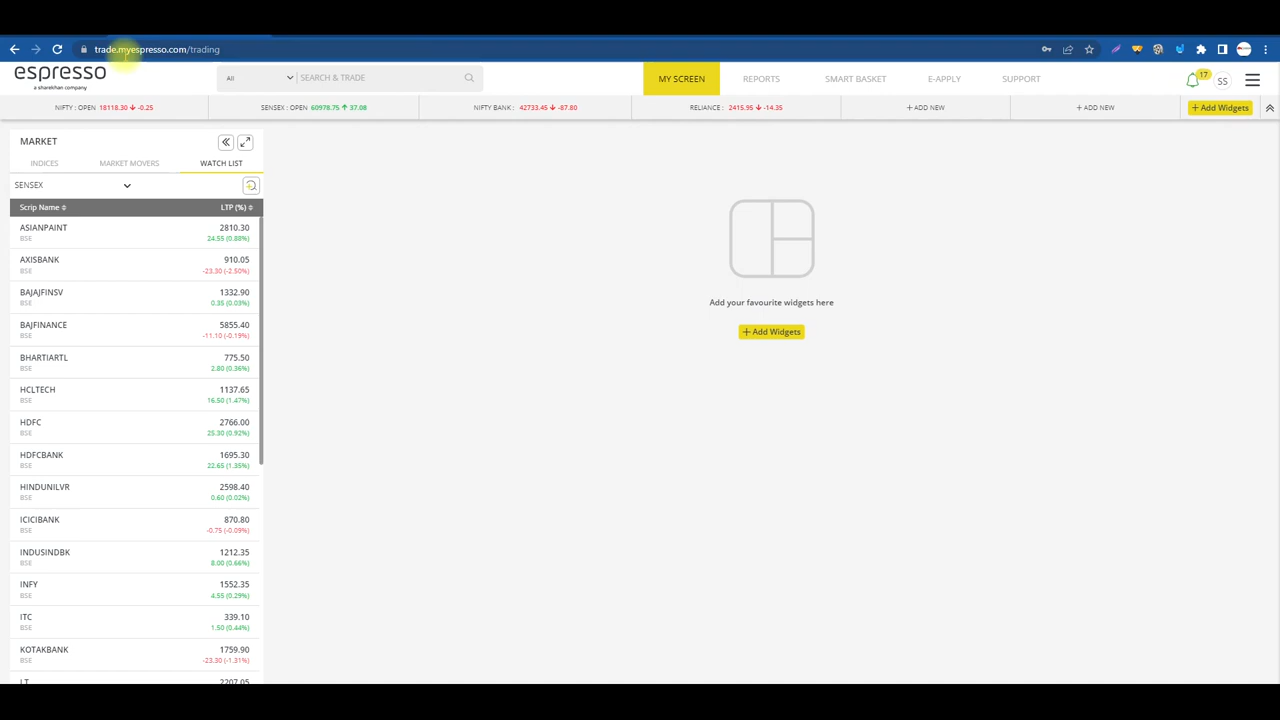 trade.myespresso.com/trading
espresso
a sharekhan company
All
SEARCH & TRADE
MY SCREEN
REPORTS
SMART BASKET
E-APPLY
SUPPORT
17
SS
NIFTY : OPEN 18118.30 -0.25
SENSEX : OPEN 60978.75 37.08
NIFTY BANK : 42733.45 -87.80
RELIANCE : 2415.95 -14.35
+ ADD NEW
+ ADD NEW
+ Add Widgets
MARKET
INDICES
MARKET MOVERS
WATCH LIST
SENSEX
Scrip Name
LTP (%)
ASIANPAINT 2810.30
BSE 24.55 (0.88%)
AXISBANK 910.05
BSE -23.30 (-2.50%)
BAJAJFINSV 1332.90
BSE 0.35 (0.03%)
BAJFINANCE 5855.40
BSE -11.10 (-0.19%)
BHARTIARTL 775.50
BSE 2.80 (0.36%)
HCLTECH 1137.65
BSE 16.50 (1.47%)
HDFC 2766.00
BSE 25.30 (0.92%)
HDFCBANK 1695.30
BSE 22.65 (1.35%)
HINDUNILVR 2598.40
BSE 0.60 (0.02%)
ICICIBANK 870.80
BSE -0.75 (-0.09%)
INDUSINDBK 1212.35
BSE 8.00 (0.66%)
INFY 1552.35
BSE 4.55 (0.29%)
ITC 339.10
BSE 1.50 (0.44%)
KOTAKBANK 1759.90
BSE -23.30 (-1.31%)
LT 2207.05
Add your favourite widgets here
+ Add Widgets